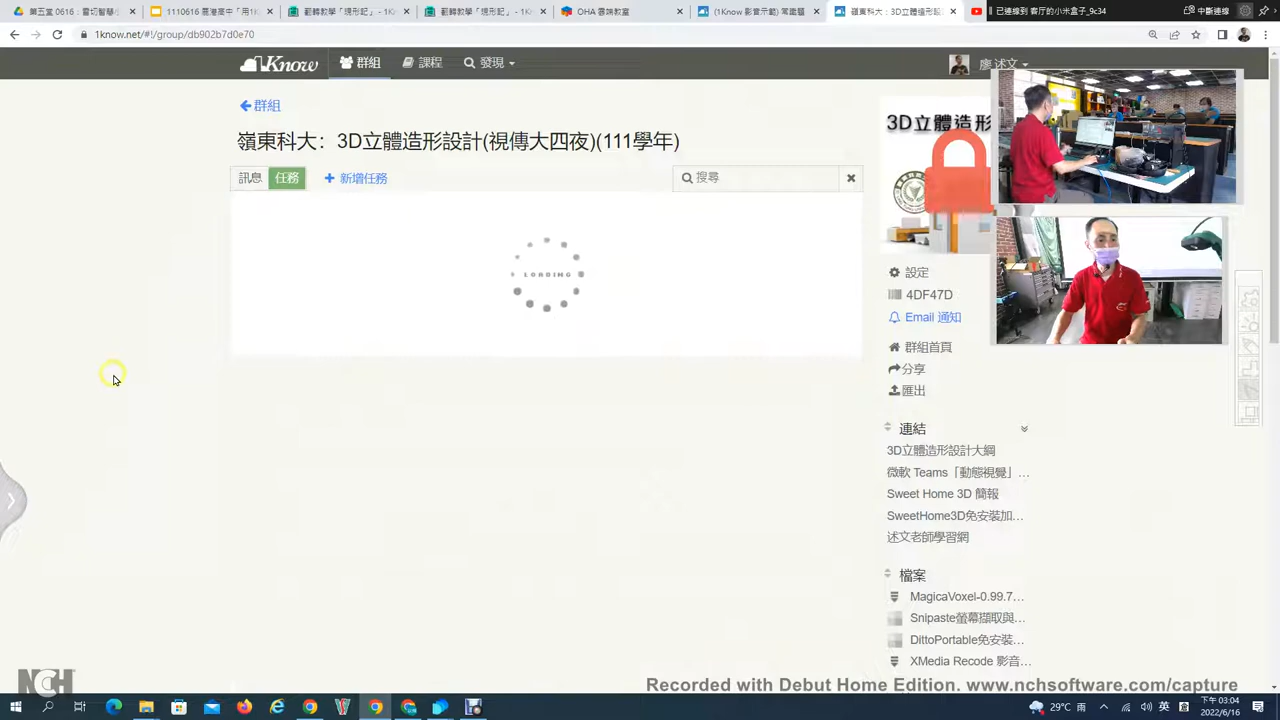 第五堂 0616 : 雲切智慧小
1110616 雲港高中「用1K
範轉教學「現形記」- 1K
範轉教學「現形記」- 1K
OHA 雲端教室
(1Know 影音示範) 常識
嶺東科大：3D立體造形設
已連線到 客厅的小米盒子_9c34
中斷連線
1know.net/#!/group/db902b7d0e70
1Know
群組
課程
發現
廖 述文
群組
嶺東科大：3D立體造形設計(視傳大四夜)(111學年)
訊息
任務
新增任務
搜尋
LOADING
3D立體造形
設定
4DF47D
Email 通知
群組首頁
分享
匯出
連結
3D立體造形設計大綱
微軟 Teams「動態視覺」...
Sweet Home 3D 簡報
SweetHome3D免安裝加...
述文老師學習網
檔案
MagicaVoxel-0.99.7...
Snipaste螢幕擷取與...
DittoPortable免安裝...
XMedia Recode 影音...
NCH
Recorded with Debut Home Edition. www.nchsoftware.com/capture
29°C 雨
英
下午 03:04
2022/6/16